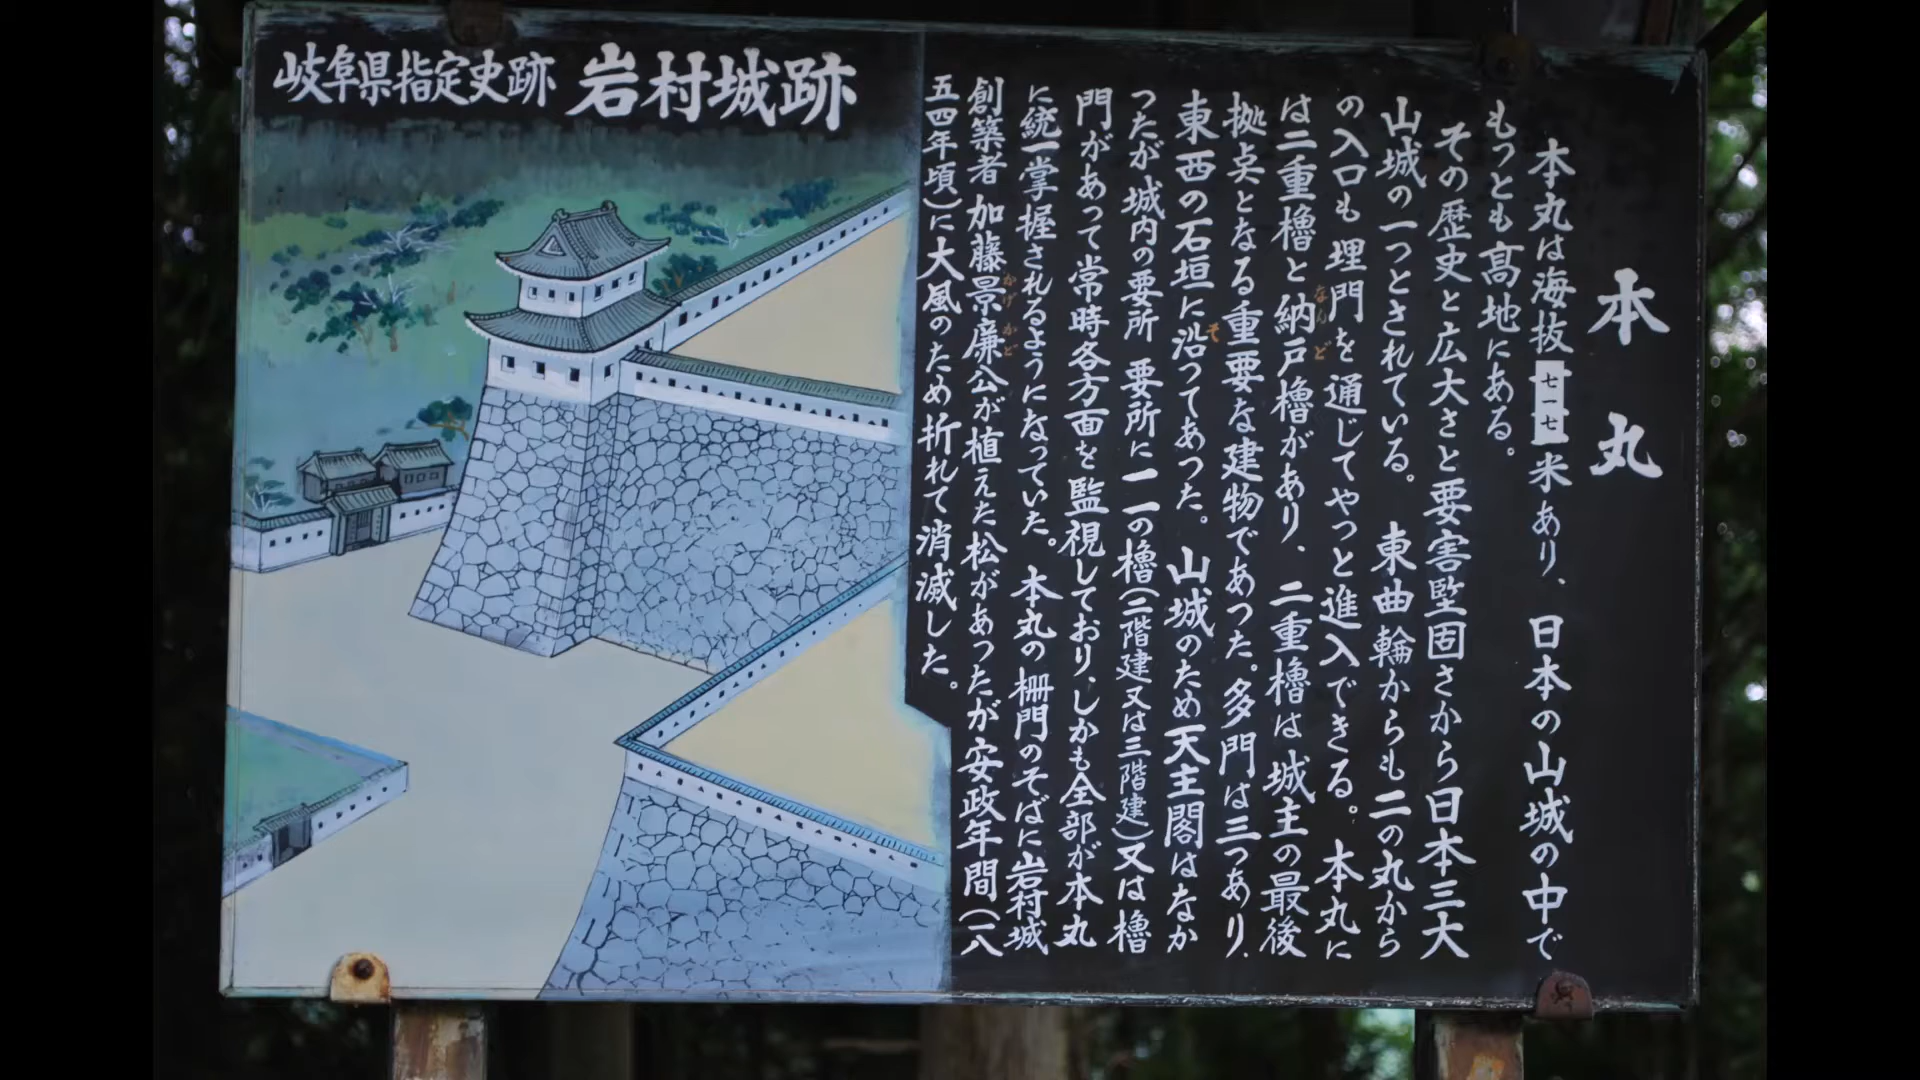 岐阜県指定史跡 岩村城跡
本丸
本丸は海抜七一七米あり、日本の山城の中で
もっとも高地にある。
その歴史と広大さと要害堅固さから日本三大
山城の一つとされている。東曲輪からも二の丸から
の入口も埋門を通じてやっと進入できる。本丸に
は二重櫓と納戸櫓があり、二重櫓は城主の最後
なんど
拠点となる重要な建物であった。多門は三つあり、
東西の石垣に沿ってあった。山城のため天主閣はなか
そ
ったが城内の要所要所に一一の櫓(二階建又は三階建)又は櫓
門があって常時各方面を監視しており、しかも全部が本丸
に統一掌握されるようになっていた。本丸の柵門のそばに岩村城
創築者加藤景廉公が植えた松があったが安政年間(一八
かげかど
五四年頃)に大風のため折れて消滅した。